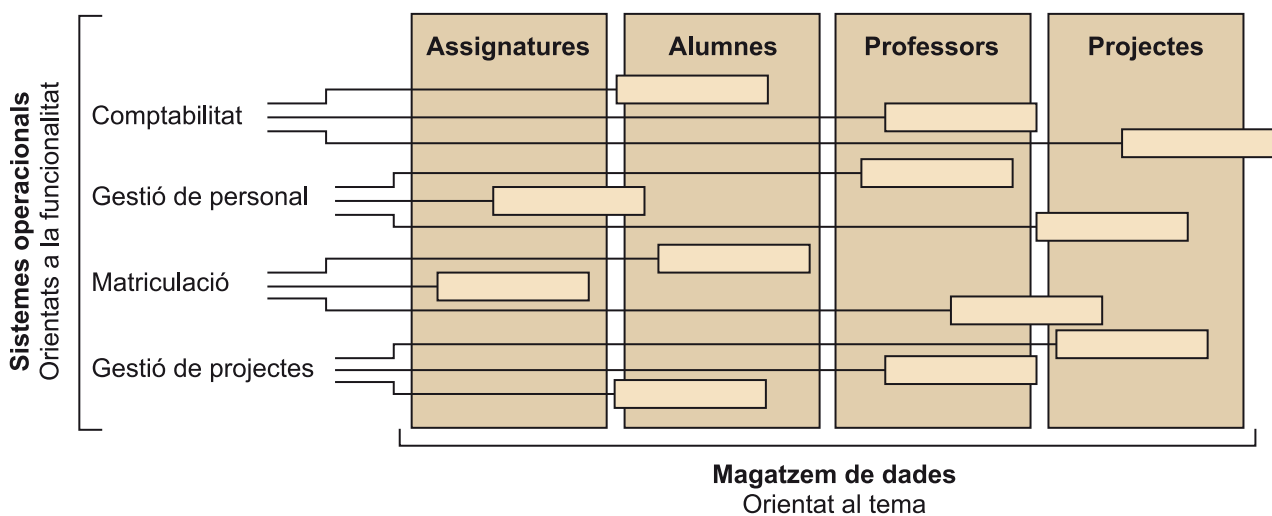 Assignatures
Alumnes
Professors
Projectes
Sistemes operacionals
Orientats a la funcionalitat
Comptabilitat
Gestió de personal
Matriculació
Gestió de projectes
Magatzem de dades
Orientat al tema